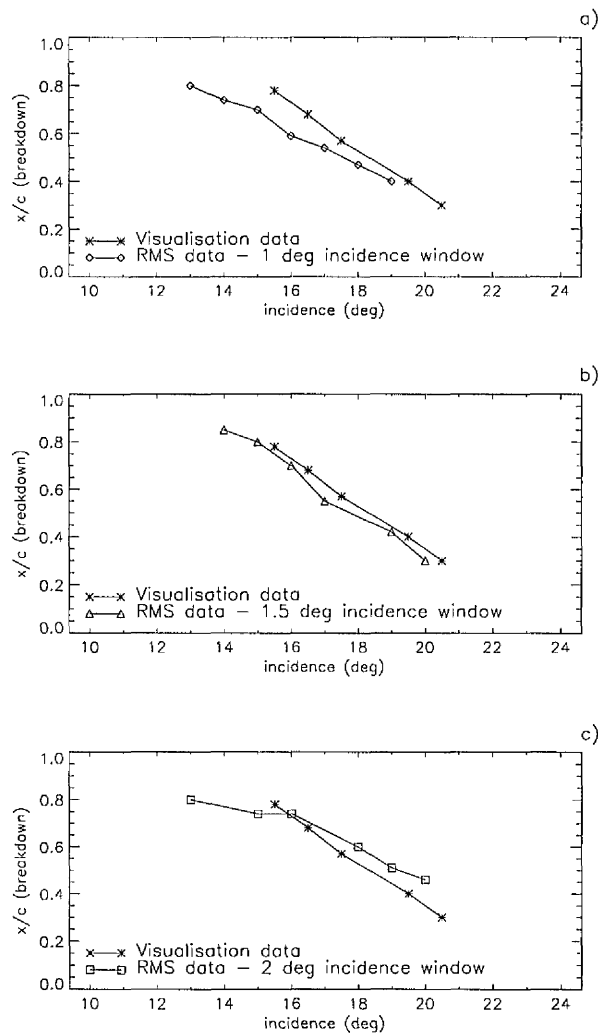 a)
1.0
0.8
0.6
0.4
0.2
0.0
x/c (breakdown)
Visualisation data
RMS data – 1 deg incidence window
10 12 14 16 18 20 22 24
incidence (deg)
b)
1.0
0.8
0.6
0.4
0.2
0.0
x/c (breakdown)
Visualisation data
RMS data – 1.5 deg incidence window
10 12 14 16 18 20 22 24
incidence (deg)
c)
1.0
0.8
0.6
0.4
0.2
0.0
x/c (breakdown)
Visualisation data
RMS data – 2 deg incidence window
10 12 14 16 18 20 22 24
incidence (deg)